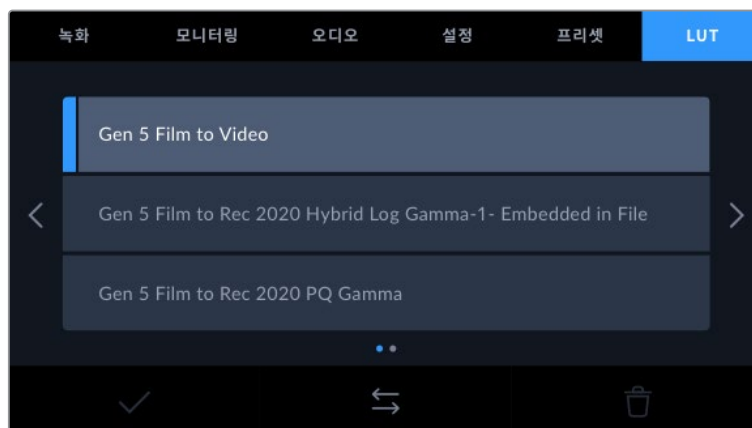 녹화 모니터링 오디오 설정 프리셋 LUT
Gen 5 Film to Video
Gen 5 Film to Rec 2020 Hybrid Log Gamma-1- Embedded in File
Gen 5 Film to Rec 2020 PQ Gamma